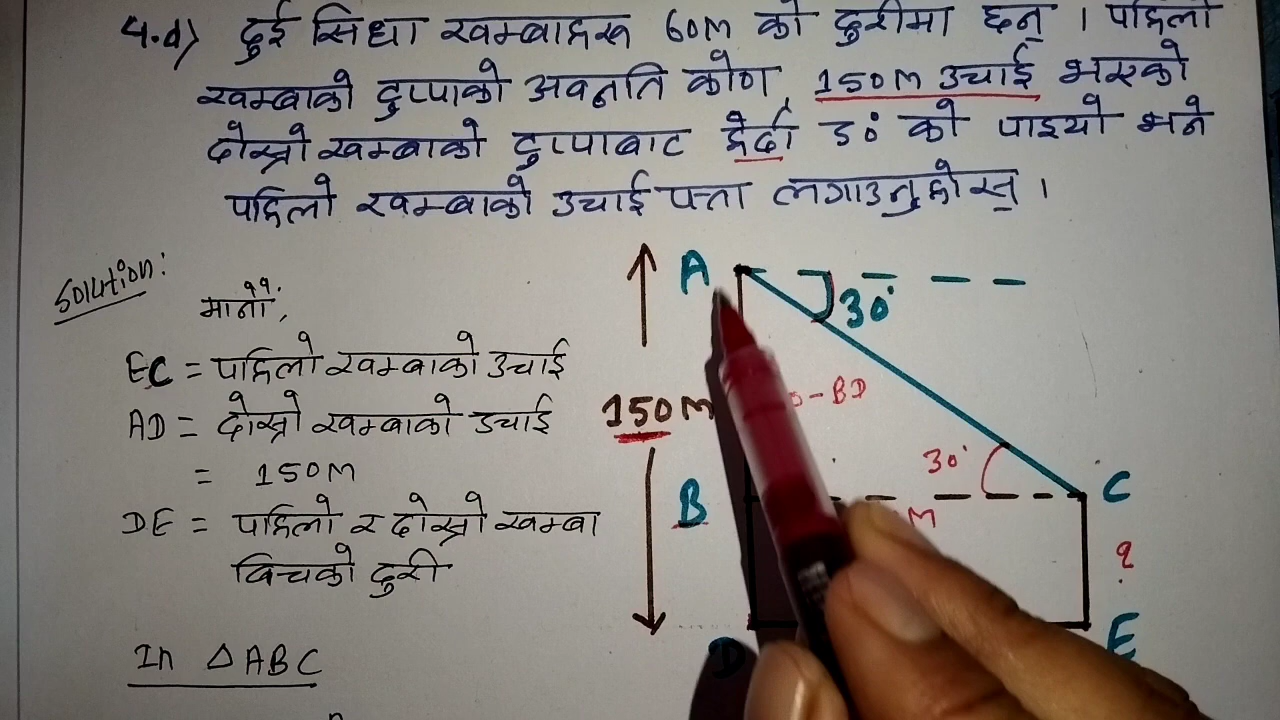 4.d) दुई सिधा खम्बाहरू 60M को दुरीमा छन् । पहिलो
खम्बाको टुप्पाको अवनति कोण, 150M उचाई भएको
दोस्रो खम्बाको टुप्पाबाट हेर्दा 30° को पाइयो भने
पहिलो खम्बाको उचाई पत्ता लगाउनुहोस् ।
Solution:
मानौं,
EC = पहिलो खम्बाको उचाई
AD = दोस्रो खम्बाको उचाई
= 150M
DE = पहिलो र दोस्रो खम्बा
बिचको दुरी
In △ABC
A
30°
150M
-BD
30°
B
M
C
?
D
E